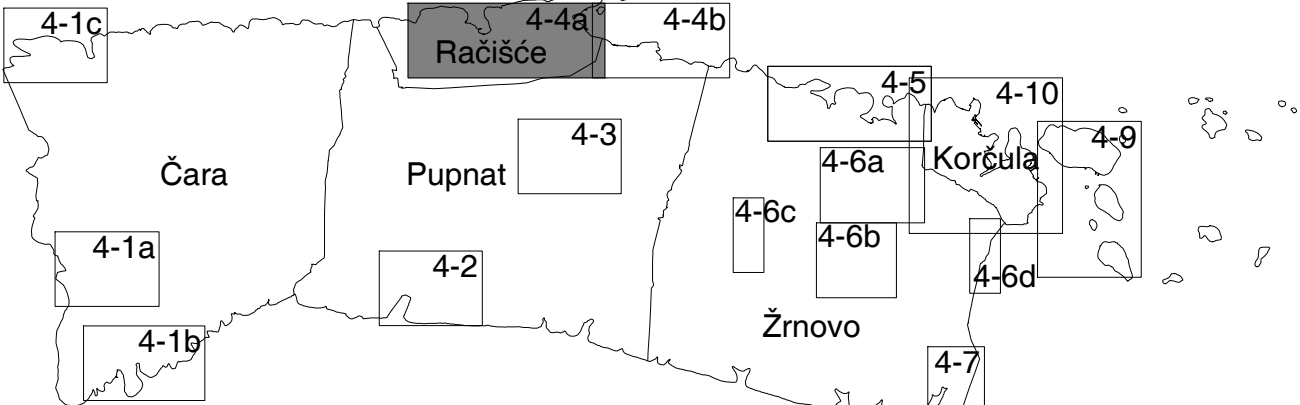 4-1c
4-4a
4-4b
Račišće
4-5
4-10
4-3
4-9
Čara
Pupnat
4-6a
Korčula
4-6c
4-6b
4-1a
4-2
4-6d
Žrnovo
4-1b
4-7